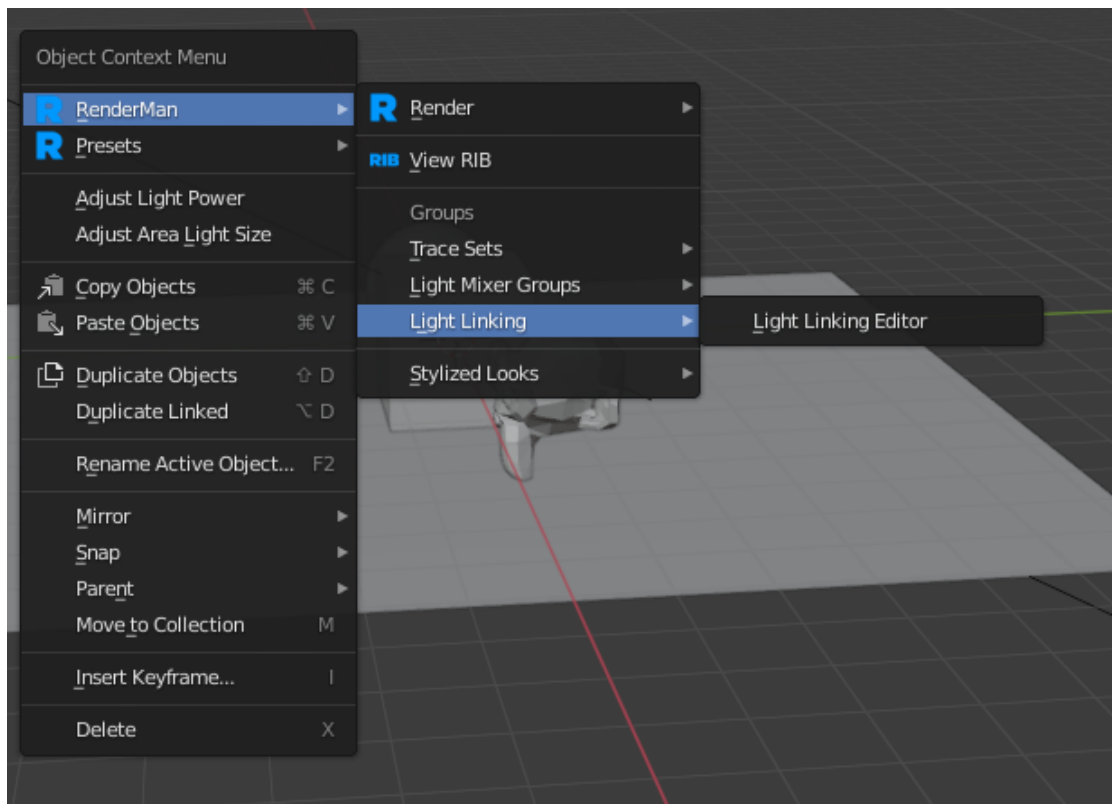 Object Context Menu
RenderMan
Presets
Adjust Light Power
Adjust Area Light Size
Copy Objects ⌘ C
Paste Objects ⌘ V
Duplicate Objects ⇧ D
Duplicate Linked ⌥ D
Rename Active Object... F2
Mirror
Snap
Parent
Move to Collection M
Insert Keyframe... I
Delete X
R Render
RIB View RIB
Groups
Trace Sets
Light Mixer Groups
Light Linking
Stylized Looks
Light Linking Editor